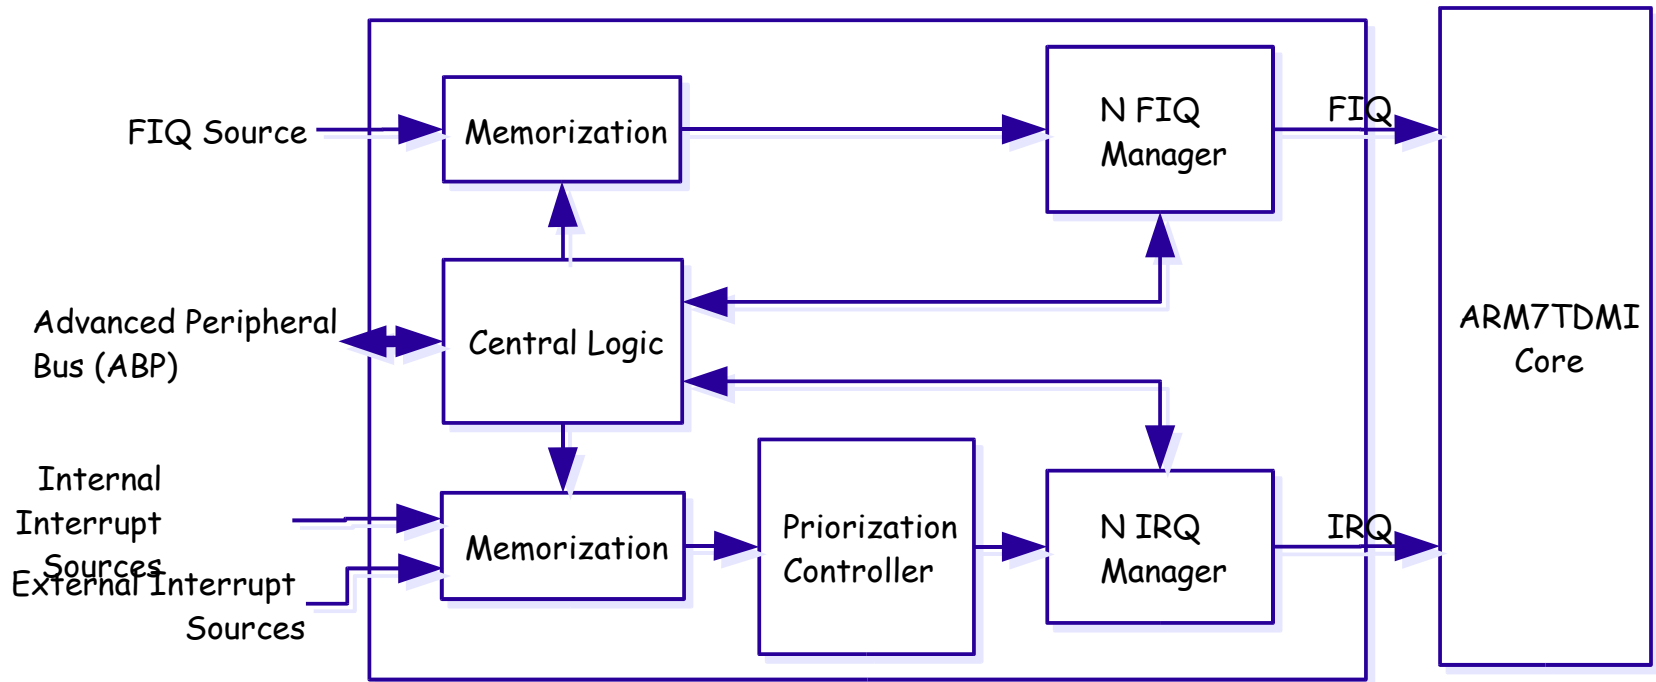 FIQ Source
Memorization
N FIQ
Manager
FIQ
Advanced Peripheral
Bus (ABP)
Central Logic
ARM7TDMI
Core
Internal
Interrupt
Sources
External Interrupt
Sources
Memorization
Priorization
Controller
N IRQ
Manager
IRQ